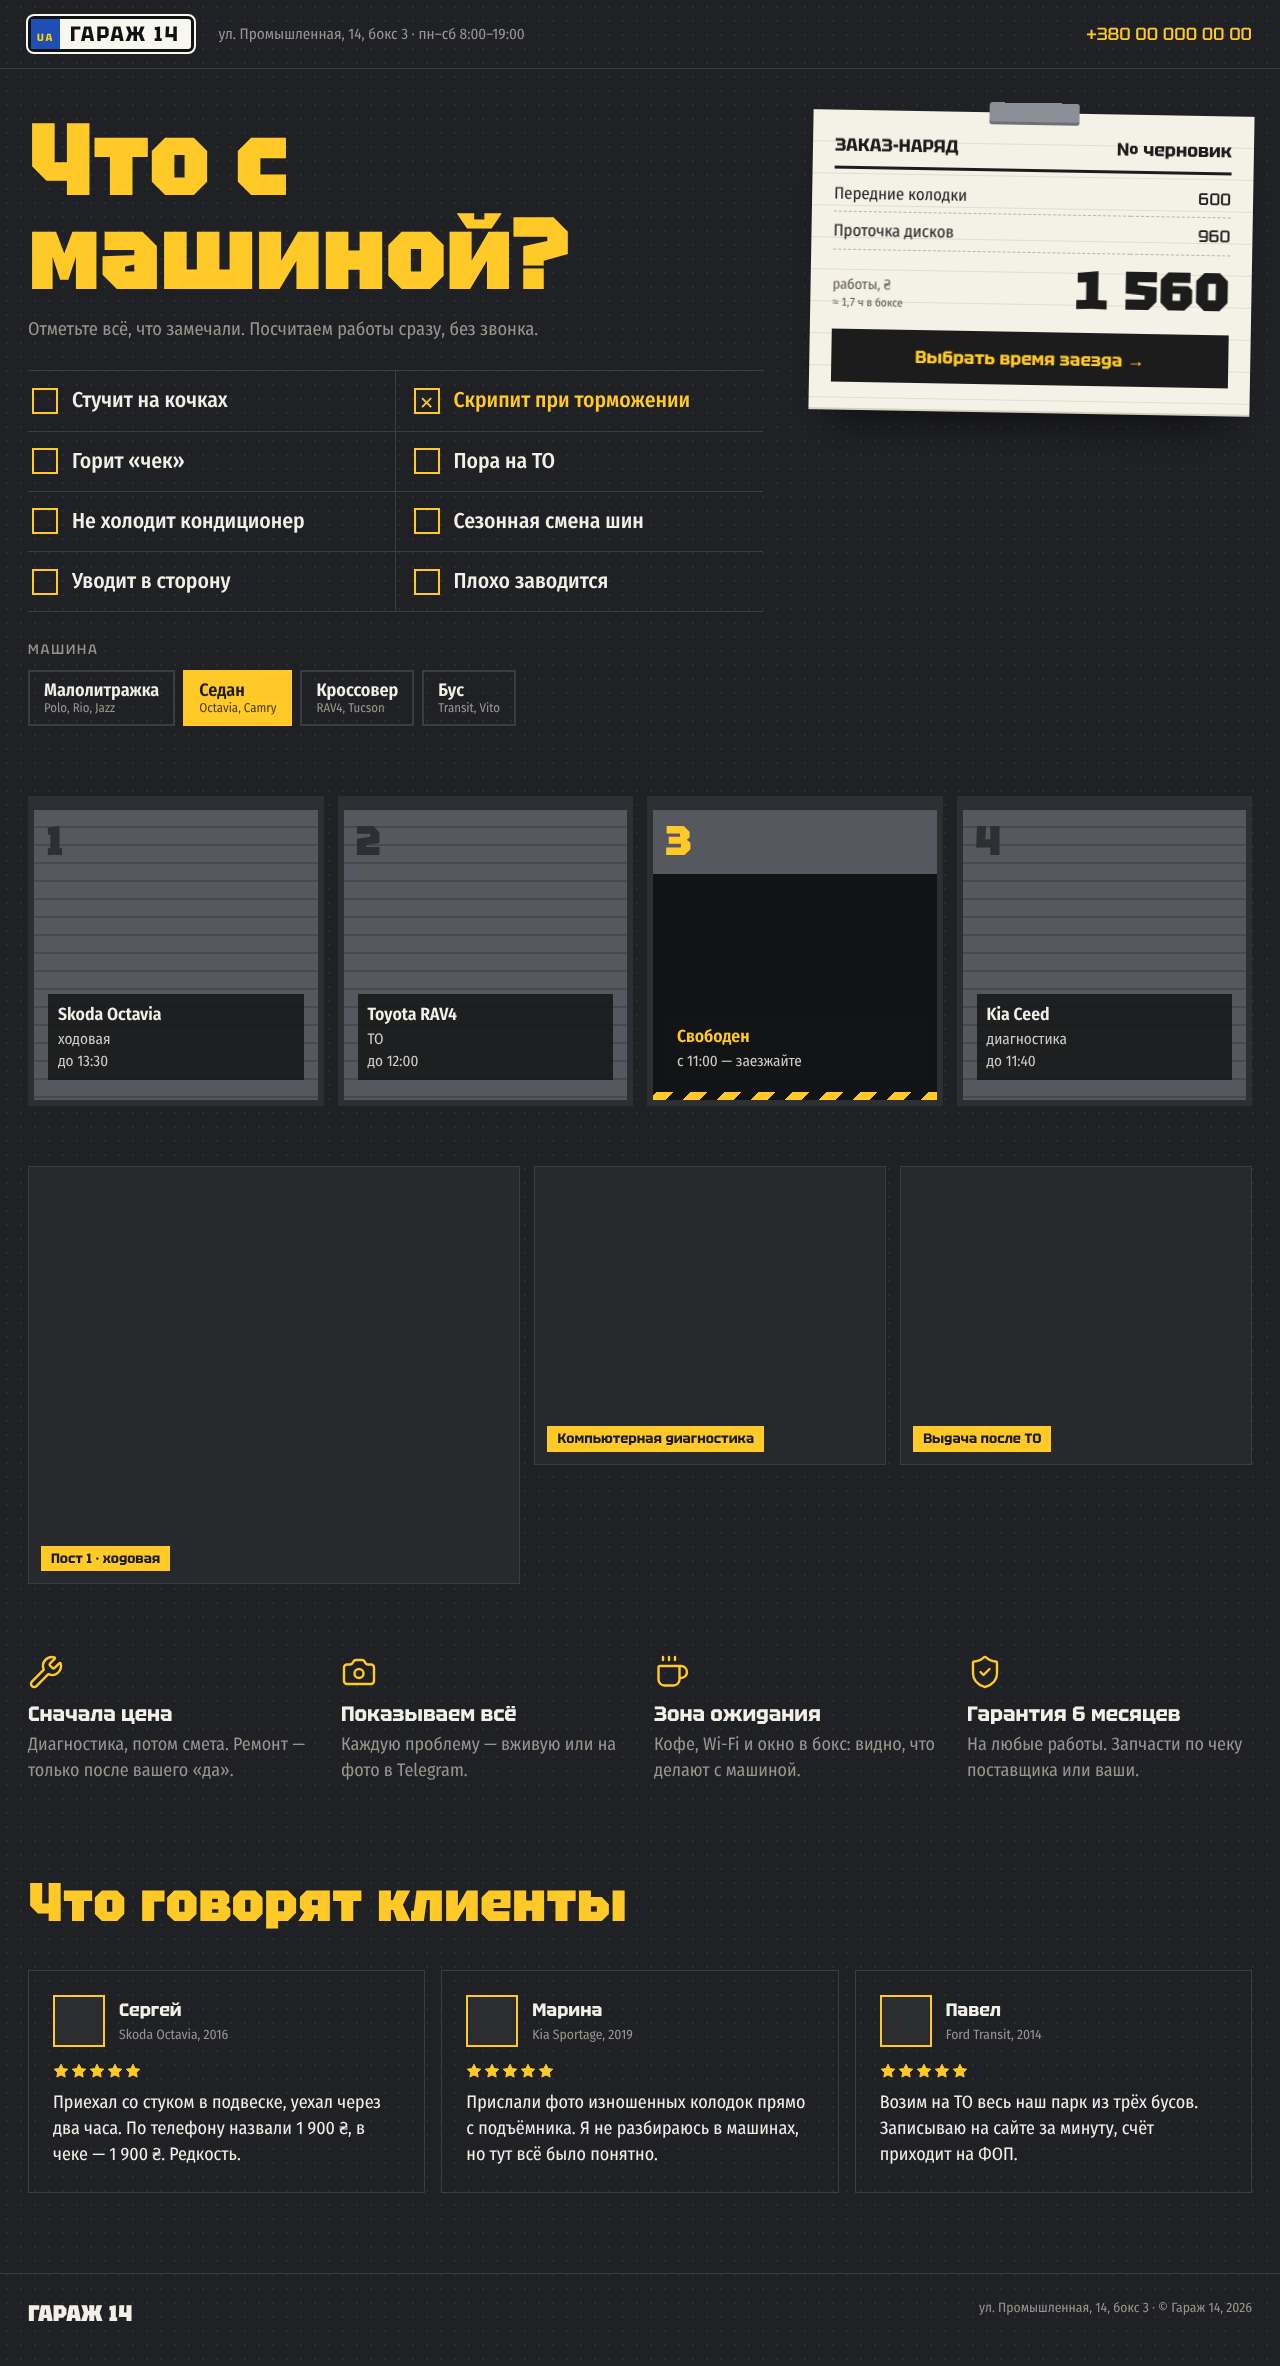 UA ГАРАЖ 14
ул. Промышленная, 14, бокс 3 · пн–сб 8:00–19:00
+380 00 000 00 00
Что с
машиной?
Отметьте всё, что замечали. Посчитаем работы сразу, без звонка.
ЗАКАЗ-НАРЯД
№ черновик
Передние колодки
600
Проточка дисков
960
работы, ₴
≈ 1,7 ч в боксе
1 560
Выбрать время заезда →
Стучит на кочках
Скрипит при торможении
Горит «чек»
Пора на ТО
Не холодит кондиционер
Сезонная смена шин
Уводит в сторону
Плохо заводится
МАШИНА
Малолитражка
Polo, Rio, Jazz
Седан
Octavia, Camry
Кроссовер
RAV4, Tucson
Бус
Transit, Vito
1
Skoda Octavia
ходовая
до 13:30
2
Toyota RAV4
ТО
до 12:00
3
Свободен
с 11:00 — заезжайте
4
Kia Ceed
диагностика
до 11:40
Пост 1 · ходовая
Компьютерная диагностика
Выдача после ТО
Сначала цена
Диагностика, потом смета. Ремонт —
только после вашего «да».
Показываем всё
Каждую проблему — вживую или на
фото в Telegram.
Зона ожидания
Кофе, Wi-Fi и окно в бокс: видно, что
делают с машиной.
Гарантия 6 месяцев
На любые работы. Запчасти по чеку
поставщика или ваши.
Что говорят клиенты
Сергей
Skoda Octavia, 2016
Приехал со стуком в подвеске, уехал через
два часа. По телефону назвали 1 900 ₴, в
чеке — 1 900 ₴. Редкость.
Марина
Kia Sportage, 2019
Прислали фото изношенных колодок прямо
с подъёмника. Я не разбираюсь в машинах,
но тут всё было понятно.
Павел
Ford Transit, 2014
Возим на ТО весь наш парк из трёх бусов.
Записываю на сайте за минуту, счёт
приходит на ФОП.
ГАРАЖ 14
ул. Промышленная, 14, бокс 3 · © Гараж 14, 2026